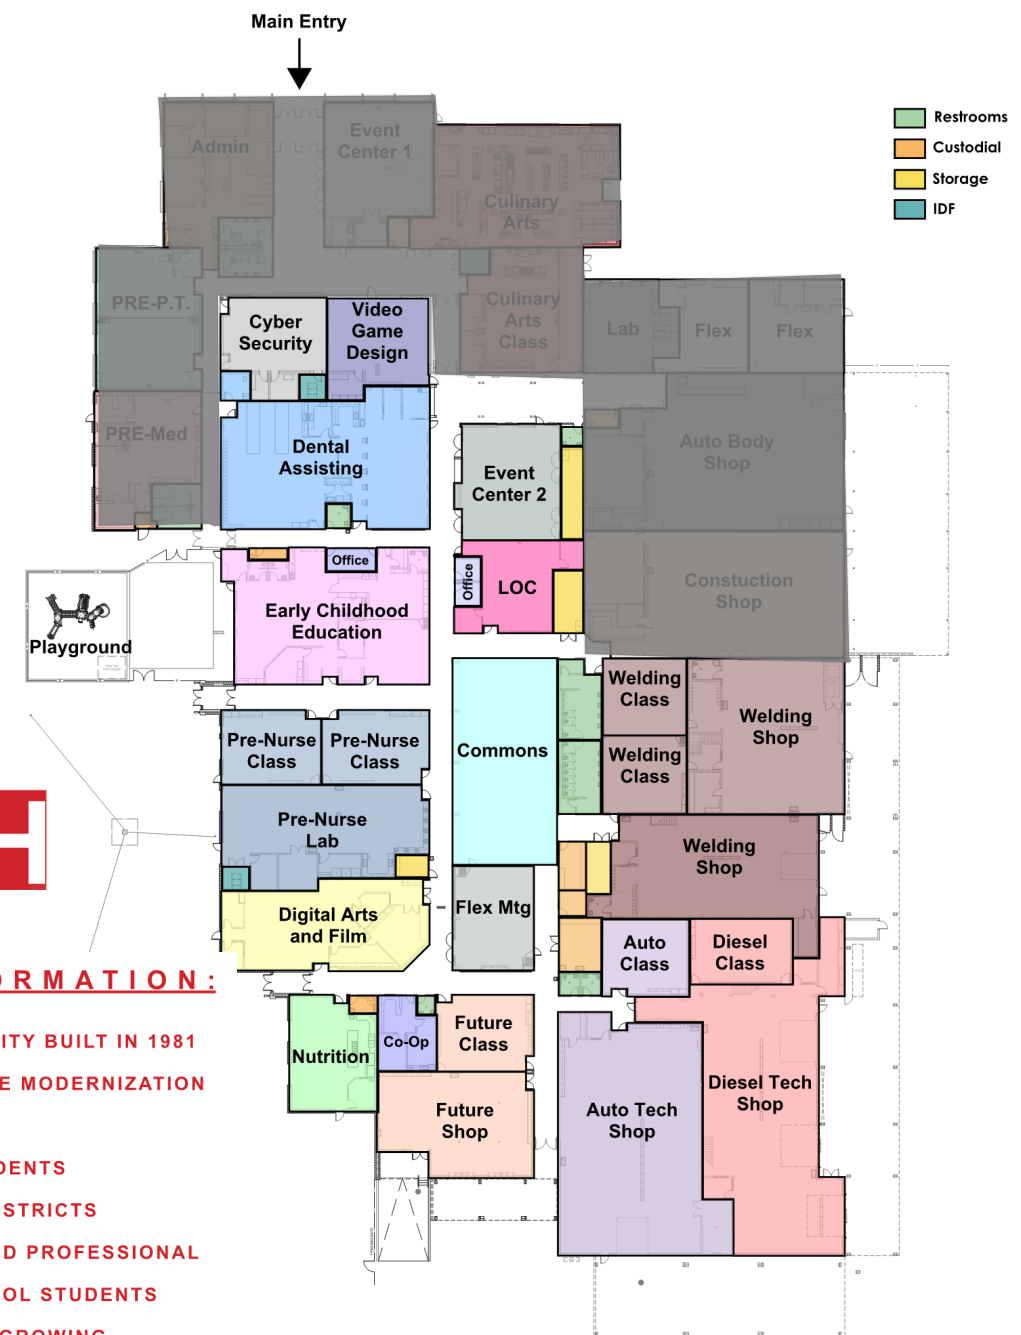 Main Entry
Restrooms
Custodial
Storage
IDF
Admin
Event
Center 1
Culinary
Arts
PRE-P.T.
Culinary
Arts
Class
Lab
Flex
Flex
Cyber
Security
Video
Game
Design
PRE-Med
Auto Body
Shop
Dental
Assisting
Event
Center 2
Office
Office
LOC
Constuction
Shop
Early Childhood
Education
Playground
Welding
Class
Welding
Shop
Pre-Nurse
Class
Pre-Nurse
Class
Commons
Welding
Class
Pre-Nurse
Lab
Welding
Shop
Flex Mtg
Digital Arts
and Film
Auto
Class
Diesel
Class
ORMATION:
ITY BUILT IN 1981
E MODERNIZATION
DENTS
STRICTS
D PROFESSIONAL
OL STUDENTS
GROWING
Nutrition
Co-Op
Future
Class
Future
Shop
Auto Tech
Shop
Diesel Tech
Shop